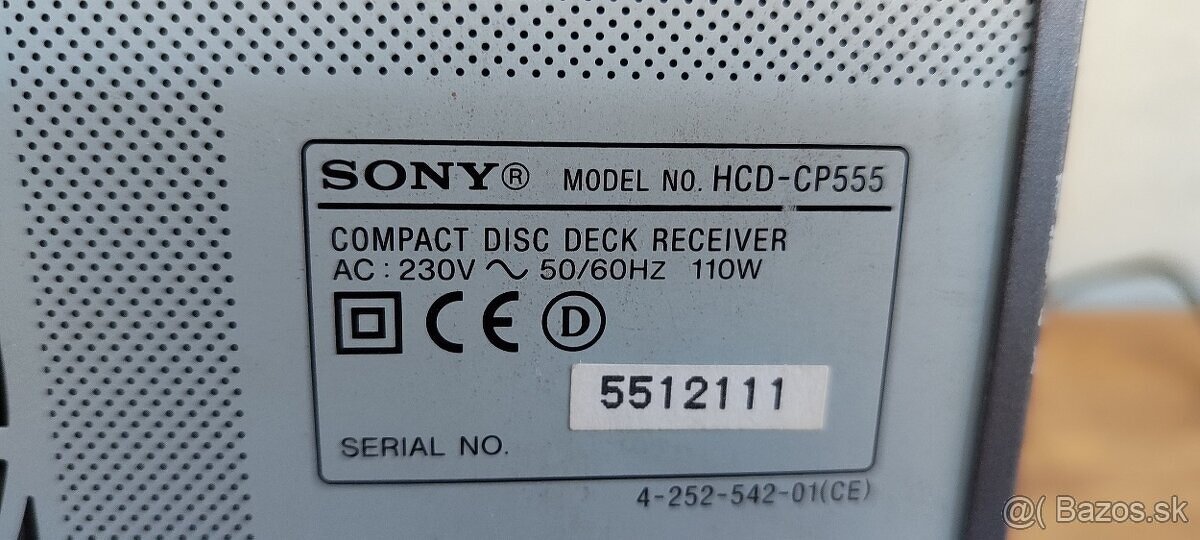 SONY® MODEL NO. HCD-CP555
COMPACT DISC DECK RECEIVER
AC : 230V ~ 50/60HZ 110W
CE D
5512111
SERIAL NO.
4-252-542-01(CE)
@( Bazos.sk